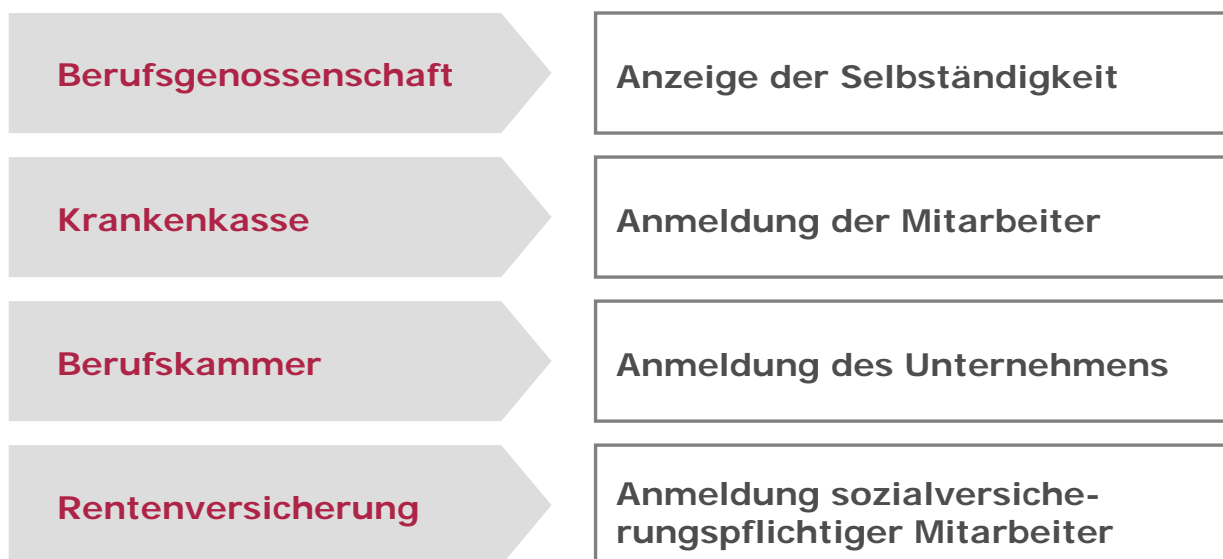 Berufsgenossenschaft
Anzeige der Selbständigkeit
Krankenkasse
Anmeldung der Mitarbeiter
Berufskammer
Anmeldung des Unternehmens
Rentenversicherung
Anmeldung sozialversiche-
rungspflichtiger Mitarbeiter